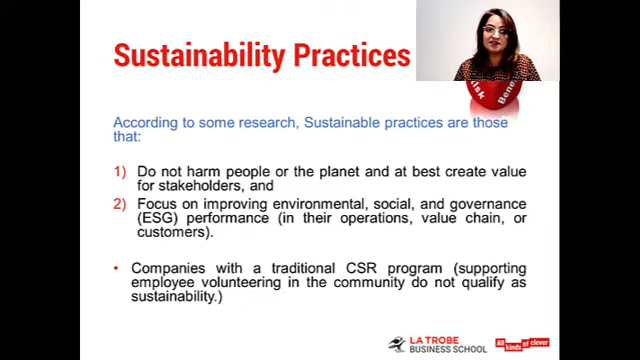 Sustainability Practices
Risk
Benefit
According to some research, Sustainable practices are those
that:
1) Do not harm people or the planet and at best create value
for stakeholders, and
2) Focus on improving environmental, social, and governance
(ESG) performance (in their operations, value chain, or
customers).
• Companies with a traditional CSR program (supporting
employee volunteering in the community do not qualify as
sustainability.)
LA TROBE
BUSINESS SCHOOL
All kinds of clever